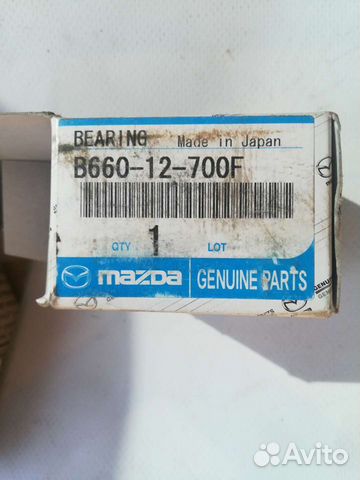 BEARING Made in Japan
B660-12-700F
QTY 1 LOT
mazda GENUINE PARTS
Avito